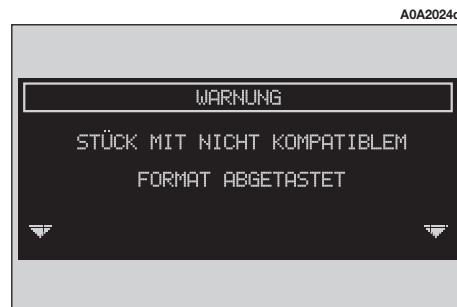 A0A2024c
WARNUNG
STÜCK MIT NICHT KOMPATIBLEM
FORMAT ABGETASTET